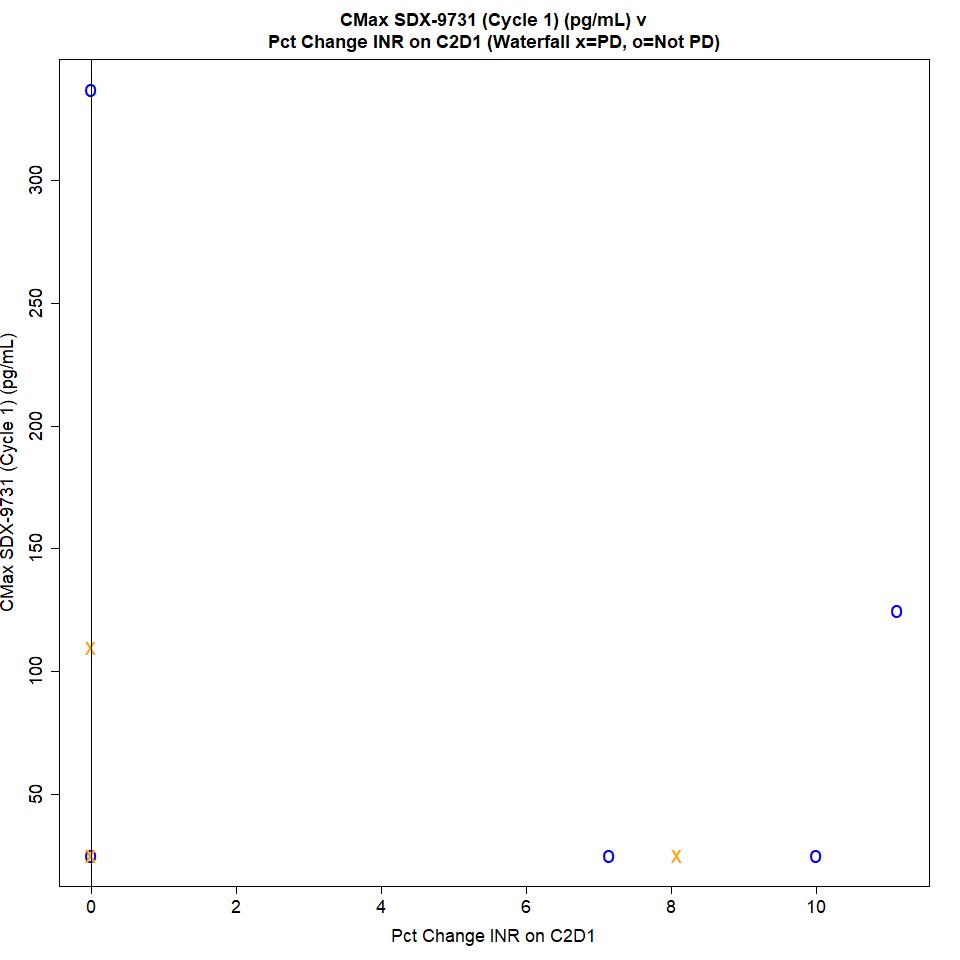 CMax SDX-9731 (Cycle 1) (pg/mL) v
Pct Change INR on C2D1 (Waterfall x=PD, o=Not PD)
CMax SDX-9731 (Cycle 1) (pg/mL)
300
250
200
150
100
50
o
o
x
o
x
o
x
o
0
2
4
6
8
10
Pct Change INR on C2D1